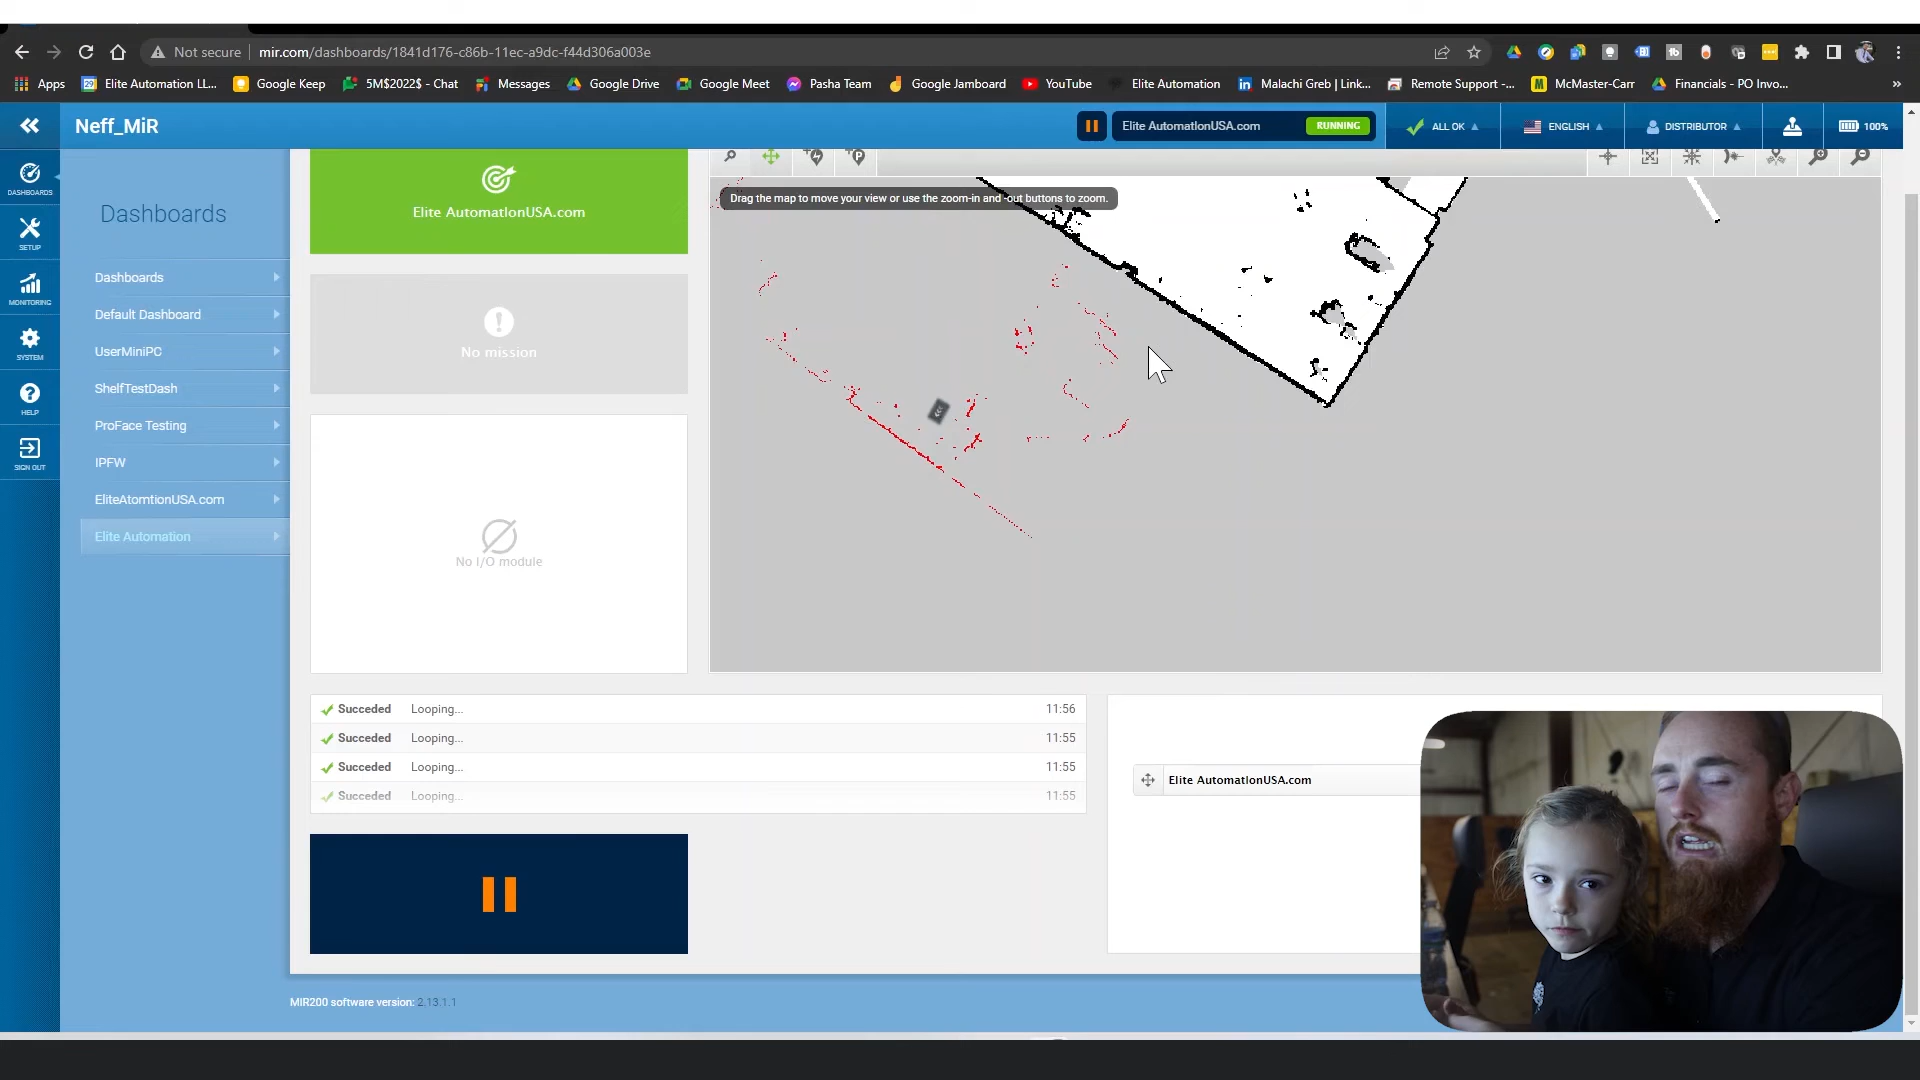 Not secure
mir.com/dashboards/1841d176-c86b-11ec-a9dc-f44d306a003e
Apps
29
Elite Automation LL...
Google Keep
5M$2022$ - Chat
Messages
Google Drive
Google Meet
Pasha Team
Google Jamboard
YouTube
Elite Automation
Malachi Greb | Link...
Remote Support -...
McMaster-Carr
Financials - PO Invo...
Neff_MiR
Elite AutomatIonUSA.com
RUNNING
ALL OK
ENGLISH
DISTRIBUTOR
100%
DASHBOARDS
SETUP
MONITORING
SYSTEM
HELP
SIGN OUT
Dashboards
Dashboards
Default Dashboard
UserMiniPC
ShelfTestDash
ProFace Testing
IPFW
EliteAtomtionUSA.com
Elite Automation
Elite AutomatIonUSA.com
No mission
No I/O module
Drag the map to move your view or use the zoom-in and -out buttons to zoom.
Succeded Looping... 11:56
Succeded Looping... 11:55
Succeded Looping... 11:55
Succeded Looping... 11:55
Elite AutomatIonUSA.com
MIR200 software version: 2.13.1.1